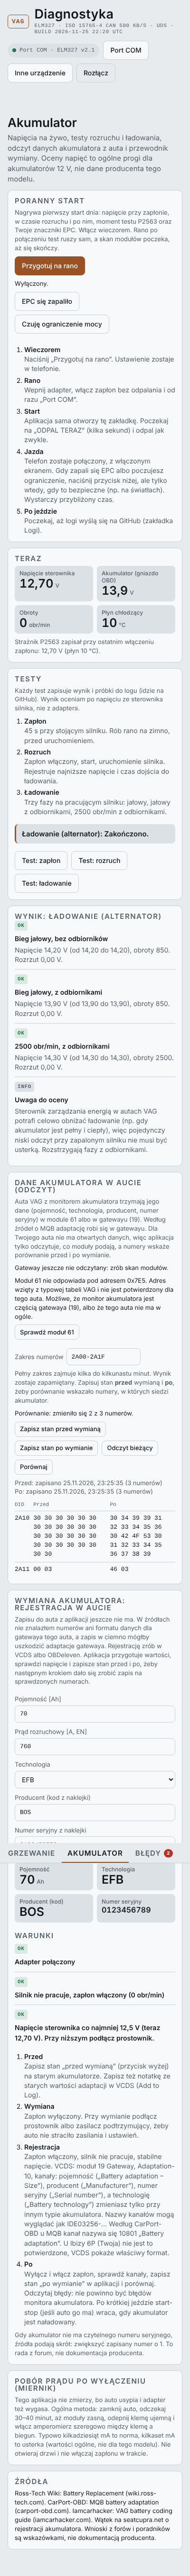 VAG
Diagnostyka
ELM327 · ISO 15765-4 CAN 500 KB/S · UDS ·
BUILD 2026-11-25 22:20 UTC
Port COM · ELM327 v2.1
Port COM
Inne urządzenie
Rozłącz
Akumulator
Napięcia na żywo, testy rozruchu i ładowania,
odczyt danych akumulatora z auta i przewodnik
wymiany. Oceny napięć to ogólne progi dla
akumulatorów 12 V, nie dane producenta tego
modelu.
PORANNY START
Nagrywa pierwszy start dnia: napięcie przy zapłonie,
w czasie rozruchu i po nim, moment testu P2563 oraz
Twoje znaczniki EPC. Włącz wieczorem. Rano po
połączeniu test ruszy sam, a skan modułów poczeka,
aż się skończy.
Przygotuj na rano
Wyłączony.
EPC się zapaliło
Czuję ograniczenie mocy
1. Wieczorem
Naciśnij „Przygotuj na rano”. Ustawienie zostaje
w telefonie.
2. Rano
Wepnij adapter, włącz zapłon bez odpalania i od
razu „Port COM”.
3. Start
Aplikacja sama otworzy tę zakładkę. Poczekaj
na „ODPAL TERAZ” (kilka sekund) i odpal jak
zwykle.
4. Jazda
Telefon zostaje podłączony, z włączonym
ekranem. Gdy zapali się EPC albo poczujesz
ograniczenie, naciśnij przycisk niżej, ale tylko
wtedy, gdy to bezpieczne (np. na światłach).
Wystarczy przybliżony czas.
5. Po jeździe
Poczekaj, aż logi wyślą się na GitHub (zakładka
Logi).
TERAZ
Napięcie sterownika
12,70 V
Akumulator (gniazdo
OBD)
13,9 V
Obroty
0 obr/min
Płyn chłodzący
10 °C
Strażnik P2563 zapisał przy ostatnim włączeniu
zapłonu: 12,70 V (płyn 10 °C).
TESTY
Każdy test zapisuje wynik i próbki do logu (idzie na
GitHub). Wynik oceniam po napięciu ze sterownika
silnika, nie z adaptera.
1. Zapłon
45 s przy stojącym silniku. Rób rano na zimno,
przed uruchomieniem.
2. Rozruch
Włączony zapłon, start, uruchomienie silnika.
Rejestruje najniższe napięcie i czas dojścia do
ładowania.
3. Ładowanie
Trzy fazy na pracującym silniku: jałowy, jałowy
z odbiornikami, 2500 obr/min z odbiornikami.
Ładowanie (alternator): Zakończono.
Test: zapłon
Test: rozruch
Test: ładowanie
WYNIK: ŁADOWANIE (ALTERNATOR)
OK
Bieg jałowy, bez odbiorników
Napięcie 14,20 V (od 14,20 do 14,20), obroty 850.
Rozrzut 0,00 V.
OK
Bieg jałowy, z odbiornikami
Napięcie 13,90 V (od 13,90 do 13,90), obroty 850.
Rozrzut 0,00 V.
OK
2500 obr/min, z odbiornikami
Napięcie 14,30 V (od 14,30 do 14,30), obroty 2500.
Rozrzut 0,00 V.
INFO
Uwaga do oceny
Sterownik zarządzania energią w autach VAG
potrafi celowo obniżać ładowanie (np. gdy
akumulator jest pełny i ciepły), więc pojedynczy
niski odczyt przy zapalonym silniku nie musi być
usterką. Rozstrzygają fazy z odbiornikami.
DANE AKUMULATORA W AUCIE
(ODCZYT)
Auta VAG z monitorem akumulatora trzymają jego
dane (pojemność, technologia, producent, numer
seryjny) w module 61 albo w gatewayu (19). Według
źródeł o MQB adaptacja robi się w gatewayu. Dla
Twojego auta nie ma otwartych danych, więc aplikacja
tylko odczytuje, co moduły podają, a numery wskaże
porównanie przed i po wymianie.
Gateway jeszcze nie odczytany: zrób skan modułów.
Moduł 61 nie odpowiada pod adresem 0x7E5. Adres
wzięty z typowej tabeli VAG i nie jest potwierdzony dla
tego auta. Możliwe, że monitor akumulatora jest
częścią gatewaya (19), albo że tego auta nie ma w
ogóle.
Sprawdź moduł 61
Zakres numerów
2A00-2A1F
Pełny zakres zajmuje kilka do kilkunastu minut. Wynik
zostaje zapamiętany. Zapisz stan przed wymianą i po,
żeby porównanie wskazało numery, w których siedzi
akumulator.
Porównanie: zmieniło się 2 z 3 numerów.
Zapisz stan przed wymianą
Zapisz stan po wymianie
Odczyt bieżący
Porównaj
Przed: zapisano 25.11.2026, 23:25:35 (3 numerów)
Po: zapisano 25.11.2026, 23:25:35 (3 numerów)
DID Przed Po
2A10 30 30 30 30 30 30 30 34 39 39 31
30 30 30 30 30 30 32 33 34 35 36
30 30 30 30 30 30 30 42 4F 53 30
30 30 30 30 30 30 31 32 33 34 35
30 30 36 37 38 39
2A11 00 03 46 03
WYMIANA AKUMULATORA:
REJESTRACJA W AUCIE
Zapisu do auta z aplikacji jeszcze nie ma. W źródłach
nie znalazłem numerów ani formatu danych dla
gatewaya tego auta, a zapis w ciemno mógłby
uszkodzić adaptacje gatewaya. Rejestrację zrób w
VCDS albo OBDeleven. Aplikacja przygotuje wartości,
sprawdzi napięcie i zapisze stan przed i po, żeby
następnym krokiem dało się zrobić zapis na
sprawdzonych numerach.
Pojemność [Ah]
70
Prąd rozruchowy [A, EN]
760
Technologia
EFB
Producent (kod z naklejki)
BOS
Numer seryjny z naklejki
GRZEWANIE
AKUMULATOR
BŁĘDY 2
Pojemność
70 Ah
Technologia
EFB
Producent (kod)
BOS
Numer seryjny
0123456789
WARUNKI
OK
Adapter połączony
OK
Silnik nie pracuje, zapłon włączony (0 obr/min)
OK
Napięcie sterownika co najmniej 12,5 V (teraz
12,70 V). Przy niższym podłącz prostownik.
1. Przed
Zapisz stan „przed wymianą” (przycisk wyżej)
na starym akumulatorze. Zapisz też notatkę ze
starych wartości adaptacji w VCDS (Add to
Log).
2. Wymiana
Zapłon wyłączony. Przy wymianie podłącz
prostownik albo zasilacz podtrzymujący, żeby
auto nie straciło zasilania i ustawień.
3. Rejestracja
Włączony zapłon, silnik nie pracuje, stabilne
napięcie. VCDS: moduł 19 Gateway, Adaptation-
10, kanały: pojemność („Battery adaptation –
Size”), producent („Manufacturer”), numer
seryjny („Serial number”), a technologię
(„Battery technology”) zmieniasz tylko przy
innym typie akumulatora. Nazwy kanałów mogą
wyglądać jak IDE03256-... Według CarPort-
OBD u MQB kanał nazywa się 10801 „Battery
adaptation”. U Ibizy 6P (Twoja) nie jest to
potwierdzone, VCDS pokaże właściwy format.
4. Po
Wyłącz i włącz zapłon, sprawdź kanały, zapisz
stan „po wymianie” w aplikacji i porównaj.
Odczytaj błędy: nie powinno być błędów
monitora akumulatora. Po krótkiej jeździe start-
stop (jeśli auto go ma) wraca, gdy akumulator
jest naładowany.
Gdy akumulator nie ma czytelnego numeru seryjnego,
źródła podają skrót: zwiększyć zapisany numer o 1. To
rada z forum, nie dokumentacja producenta.
POBÓR PRĄDU PO WYŁĄCZENIU
(MIERNIK)
Tego aplikacja nie zmierzy, bo auto usypia i adapter
też wygasa. Ogólna metoda: zamknij auto, odczekaj
30–40 minut, aż moduły zasną, odepnij klemę ujemną i
włącz amperomierz szeregowo między klemą a
biegun. Typowo kilkadziesiąt mA to norma, kilkaset mA
to usterka (wartości ogólne, nie dla tego modelu). Nie
otwieraj drzwi i nie włączaj zapłonu w trakcie.
ŹRÓDŁA
Ross-Tech Wiki: Battery Replacement (wiki.ross-
tech.com). CarPort-OBD: MQB battery adaptation
(carport-obd.com). Iamcarhacker: VAG battery coding
guide (iamcarhacker.com). Wątek na seatcupra.net o
rejestracji akumulatora. Wnioski z forów i poradników
są wskazówkami, nie dokumentacją producenta.